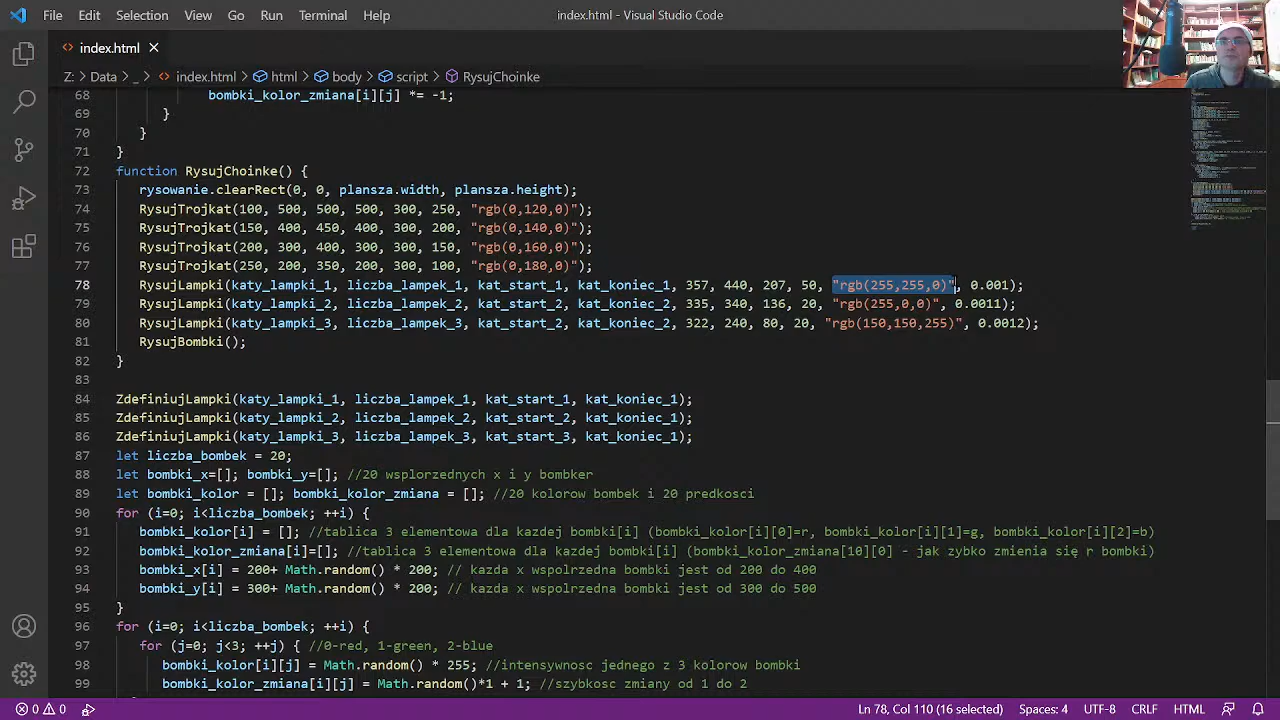 File Edit Selection View Go Run Terminal Help index.html - Visual Studio Code
index.html
Z: > Data > _ > index.html > html > body > script > RysujChoinke
68 bombki_kolor_zmiana[i][j] *= -1;
69 }
70 }
71 }
72 function RysujChoinke() {
73 rysowanie.clearRect(0, 0, plansza.width, plansza.height);
74 RysujTrojkat(100, 500, 500, 500, 300, 250, "rgb(0,120,0)");
75 RysujTrojkat(150, 400, 450, 400, 300, 200, "rgb(0,140,0)");
76 RysujTrojkat(200, 300, 400, 300, 300, 150, "rgb(0,160,0)");
77 RysujTrojkat(250, 200, 350, 200, 300, 100, "rgb(0,180,0)");
78 RysujLampki(katy_lampki_1, liczba_lampek_1, kat_start_1, kat_koniec_1, 357, 440, 207, 50, "rgb(255,255,0)", 0.001);
79 RysujLampki(katy_lampki_2, liczba_lampek_2, kat_start_2, kat_koniec_2, 335, 340, 136, 20, "rgb(255,0,0)", 0.0011);
80 RysujLampki(katy_lampki_3, liczba_lampek_3, kat_start_2, kat_koniec_2, 322, 240, 80, 20, "rgb(150,150,255)", 0.0012);
81 RysujBombki();
82 }
83
84 ZdefiniujLampki(katy_lampki_1, liczba_lampek_1, kat_start_1, kat_koniec_1);
85 ZdefiniujLampki(katy_lampki_2, liczba_lampek_2, kat_start_2, kat_koniec_1);
86 ZdefiniujLampki(katy_lampki_3, liczba_lampek_3, kat_start_3, kat_koniec_1);
87 let liczba_bombek = 20;
88 let bombki_x=[]; bombki_y=[]; //20 wsplorzednych x i y bombker
89 let bombki_kolor = []; bombki_kolor_zmiana = []; //20 kolorow bombek i 20 predkosci
90 for (i=0; i<liczba_bombek; ++i) {
91 bombki_kolor[i] = []; //tablica 3 elementowa dla kazdej bombki[i] (bombki_kolor[i][0]=r, bombki_kolor[i][1]=g, bombki_kolor[i][2]=b)
92 bombki_kolor_zmiana[i]=[]; //tablica 3 elementowa dla kazdej bombki[i] (bombki_kolor_zmiana[10][0] - jak zybko zmienia się r bombki)
93 bombki_x[i] = 200+ Math.random() * 200; // kazda x wspolrzedna bombki jest od 200 do 400
94 bombki_y[i] = 300+ Math.random() * 200; // kazda x wspolrzedna bombki jest od 300 do 500
95 }
96 for (i=0; i<liczba_bombek; ++i) {
97 for (j=0; j<3; ++j) { //0-red, 1-green, 2-blue
98 bombki_kolor[i][j] = Math.random() * 255; //intensywnosc jednego z 3 kolorow bombki
99 bombki_kolor_zmiana[i][j] = Math.random()*1 + 1; //szybkosc zmiany od 1 do 2
0 0 Ln 78, Col 110 (16 selected) Spaces: 4 UTF-8 CRLF HTML